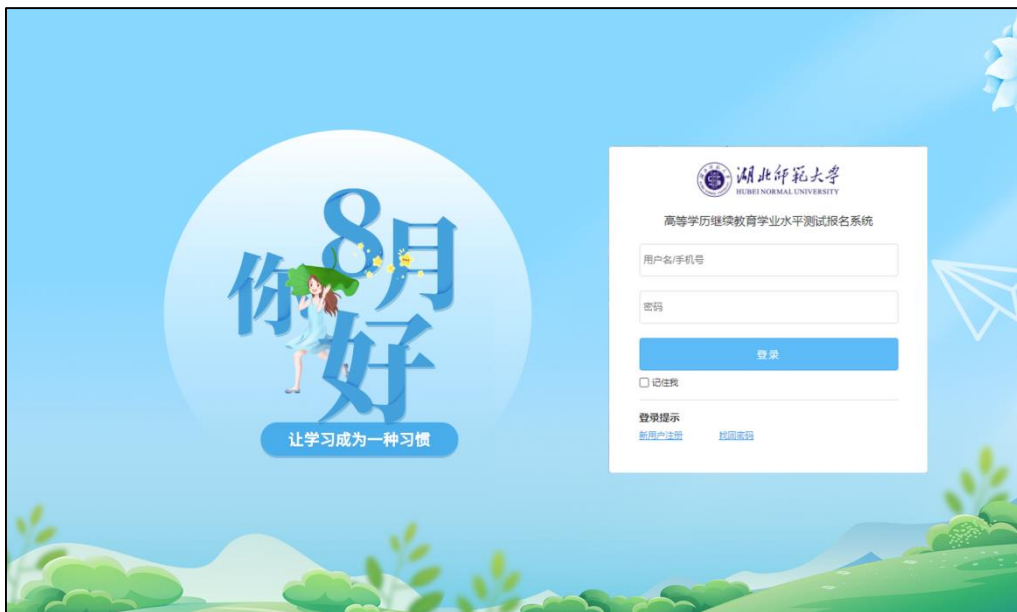 8月
你好
让学习成为一种习惯
湖北师范大学
HUBEI NORMAL UNIVERSITY
高等学历继续教育学业水平测试报名系统
用户名/手机号
密码
登录
记住我
登录提示
新用户注册 找回密码